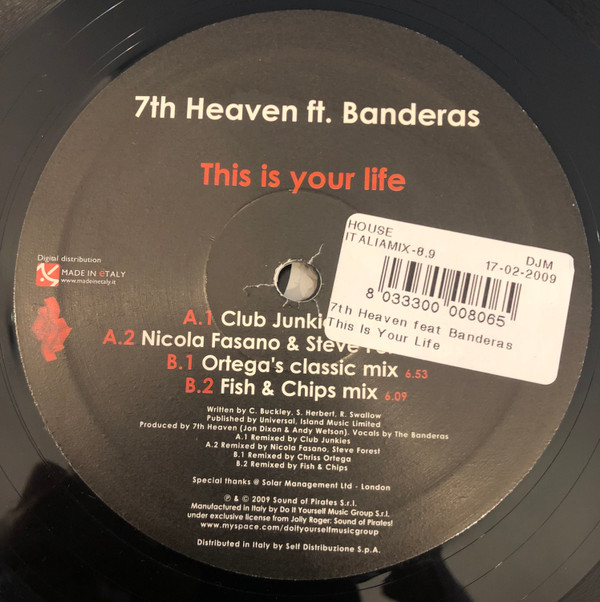 7th Heaven ft. Banderas
This is your life
HOUSE
ITALIAMIX-8.9
DJM
17-02-2009
8 033300 008065
7th Heaven feat Banderas
This Is Your Life
Digital distribution
MADE IN eTALY
www.madeinetaly.it
A.1 Club Junkie
A.2 Nicola Fasano & Steve
B.1 Ortega's classic mix 6.53
B.2 Fish & Chips mix 6.09
Written by C. Buckley, S. Herbert, R. Swallow
Published by Universal, Island Music Limited
Produced by 7th Heaven (Jon Dixon & Andy Wetson). Vocals by The Banderas
A.1 Remixed by Club Junkies
A.2 Remixed by Nicola Fasano, Steve Forest
B.1 Remixed by Chriss Ortega
B.2 Remixed by Fish & Chips
Special thanks @ Solar Management Ltd - London
℗ & © 2009 Sound of Pirates S.r.l.
Manufactured in Italy by Do It Yourself Music Group S.r.l.
under exclusive license from Jolly Roger: Sound of Pirates!
www.myspace.com/doityourselfmusicgroup
Distributed in Italy by Self Distribuzione S.p.A.